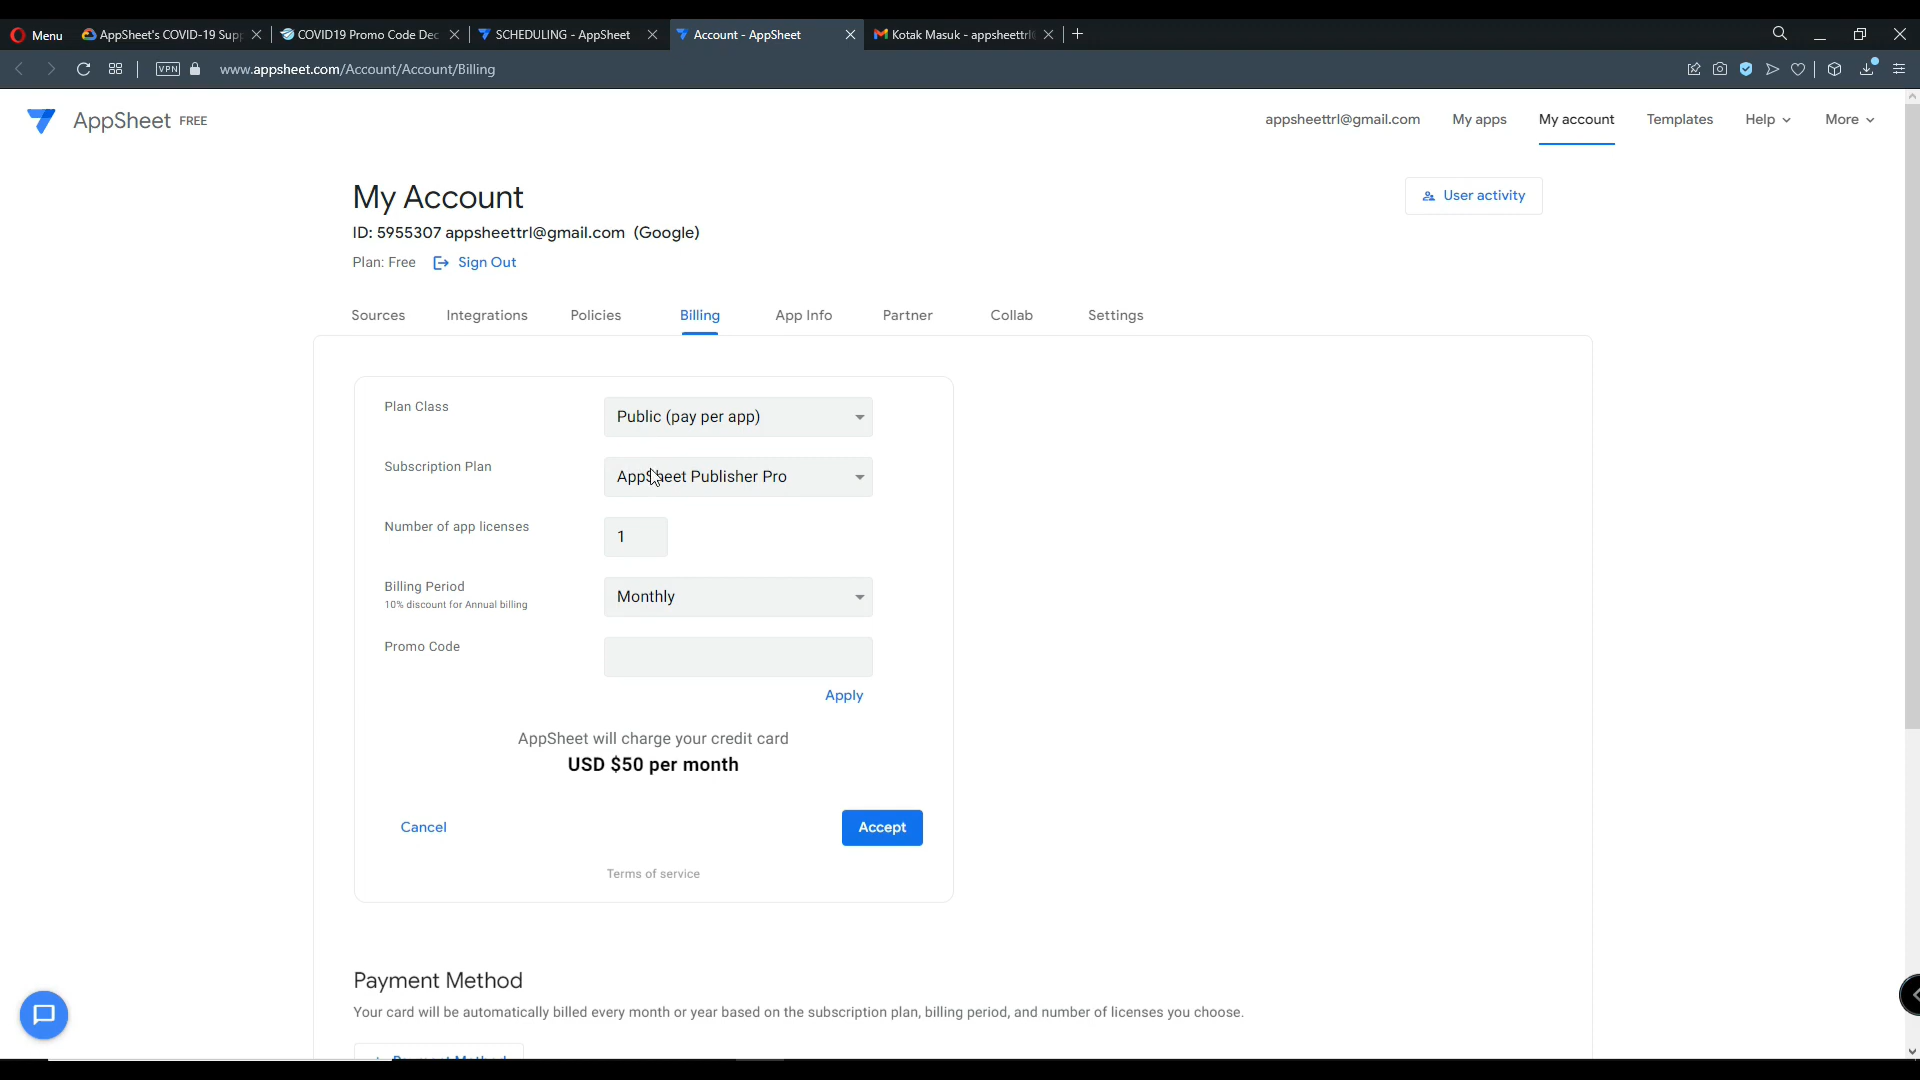 Menu
AppSheet's COVID-19 Sup
COVID19 Promo Code Dec
SCHEDULING - AppSheet
Account - AppSheet
Kotak Masuk - appsheettrl
VPN
www.appsheet.com/Account/Account/Billing
AppSheet FREE
appsheettrl@gmail.com
My apps
My account
Templates
Help
More
My Account
User activity
ID: 5955307 appsheettrl@gmail.com (Google)
Plan: Free
Sign Out
Sources
Integrations
Policies
Billing
App Info
Partner
Collab
Settings
Plan Class
Public (pay per app)
Subscription Plan
AppSheet Publisher Pro
Number of app licenses
1
Billing Period
10% discount for Annual billing
Monthly
Promo Code
Apply
AppSheet will charge your credit card
USD $50 per month
Cancel
Accept
Terms of service
Payment Method
Your card will be automatically billed every month or year based on the subscription plan, billing period, and number of licenses you choose.
+ Payment Method